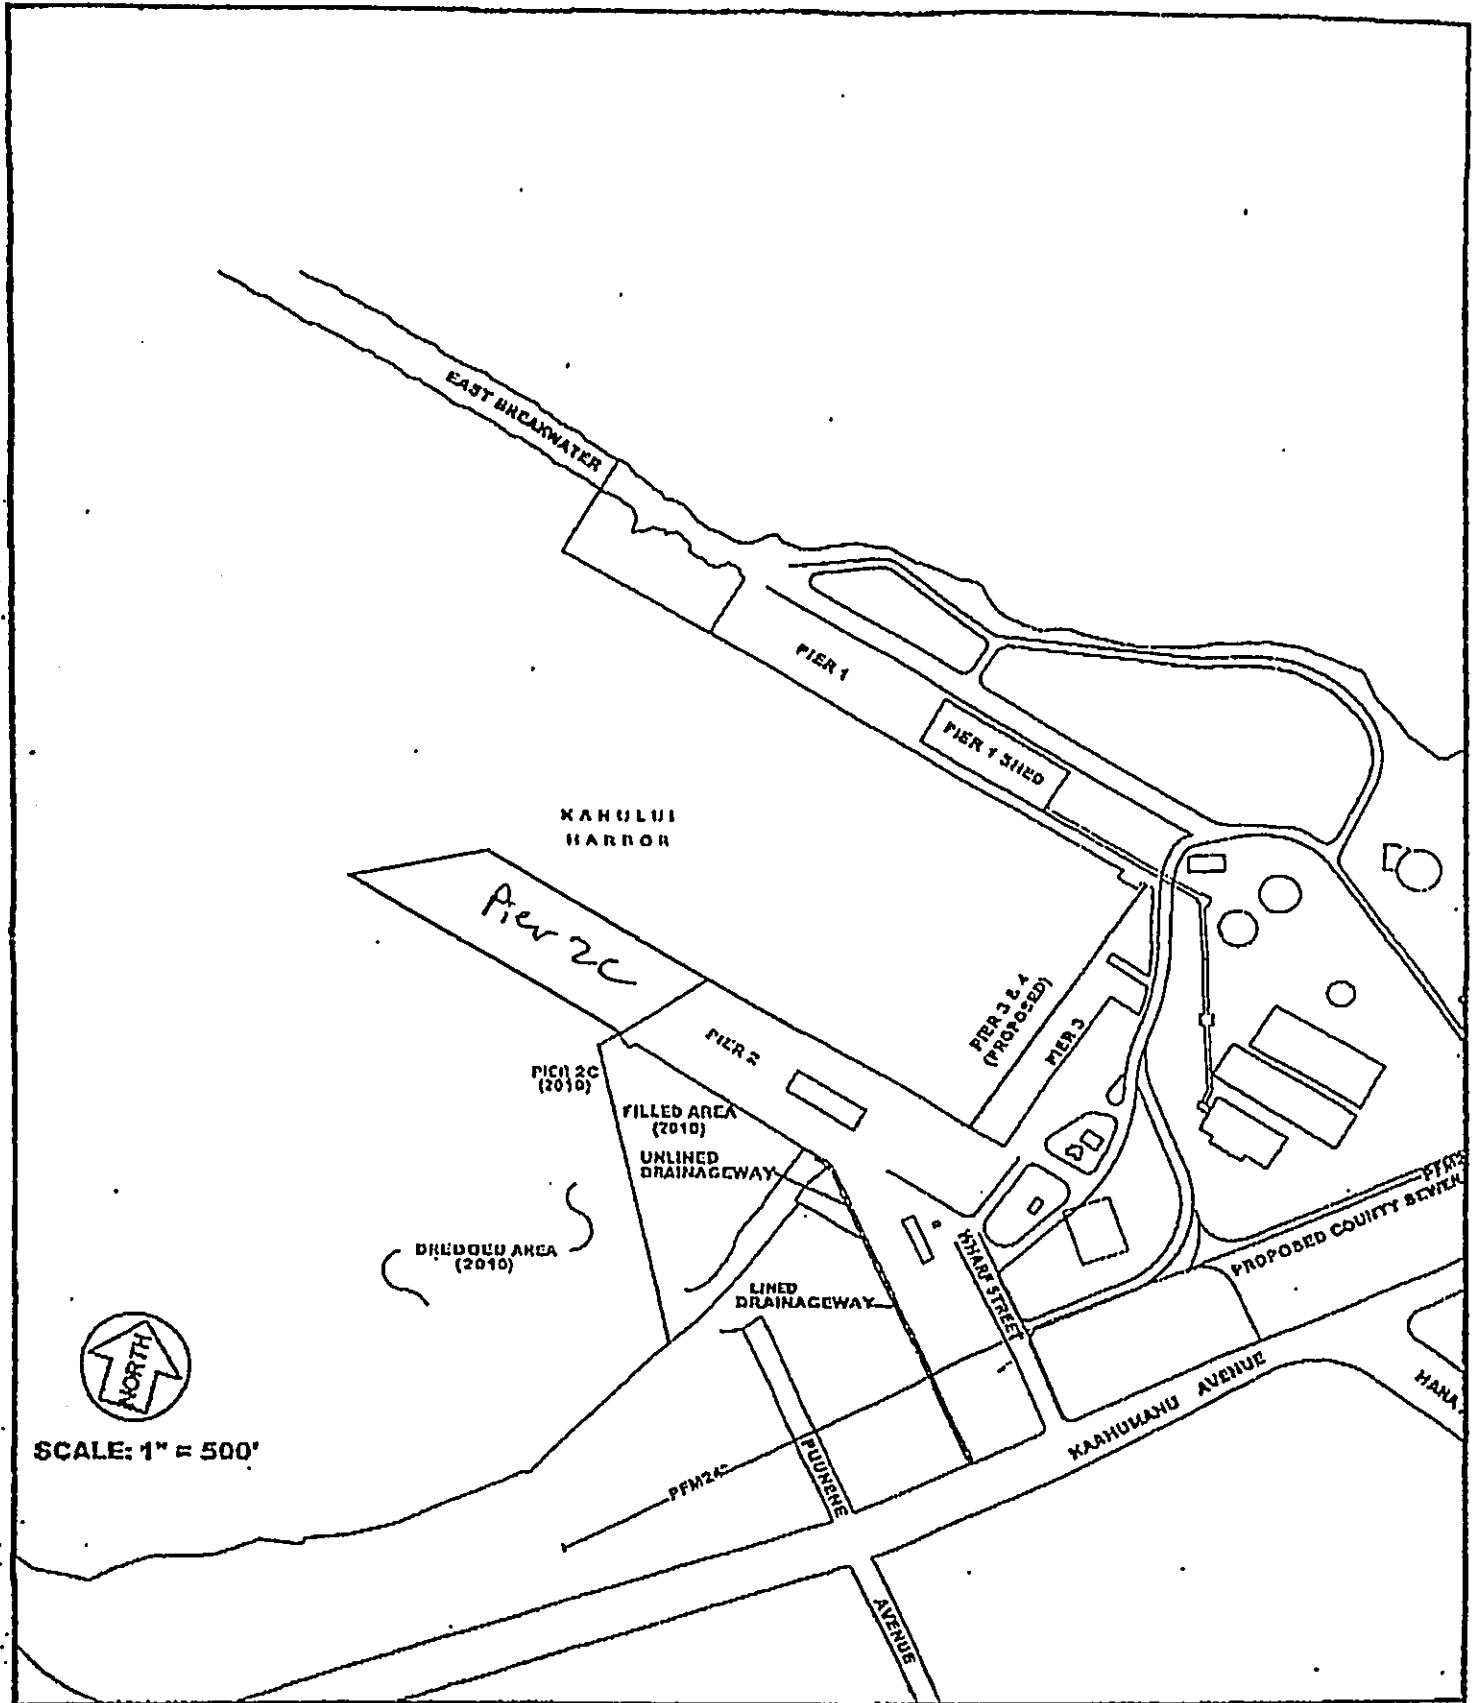 EAST BREAKWATER
PIER 1
PIER 1 SHED
KAHULUI
HARBOR
Pier 2C
PIER 3 & 4
(PROPOSED)
PIER 3
PIER 2
PIER 2C
(2010)
FILLED AREA
(2010)
UNLINED
DRAINAGEWAY
DREDGED AREA
(2010)
LINED
DRAINAGEWAY
WHARF STREET
PROPOSED COUNTY SEWER
NORTH
SCALE: 1" = 500'
KAAHUMANU AVENUE
HANA
PFM24"
PUUNENE
AVENUE